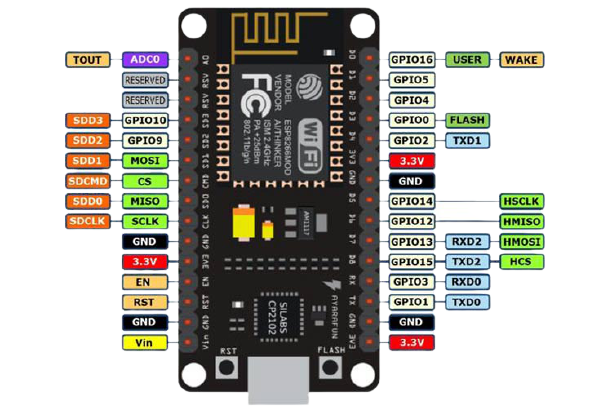 TOUT ADC0 A0
RESERVED RSV
RESERVED RSV
SDD3 GPIO10 SD3
SDD2 GPIO9 SD2
SDD1 MOSI SD1
SDCMD CS CMD
SDD0 MISO SD0
SDCLK SCLK CLK
GND GND
3.3V 3V3
EN EN
RST RST
GND GND
Vin Vin
D0 GPIO16 USER WAKE
D1 GPIO5
D2 GPIO4
D3 GPIO0 FLASH
D4 GPIO2 TXD1
3V3 3.3V
GND GND
D5 GPIO14 HSCLK
D6 GPIO12 HMISO
D7 GPIO13 RXD2 HMOSI
D8 GPIO15 TXD2 HCS
RX GPIO3 RXD0
TX GPIO1 TXD0
GND GND
3V3 3.3V
FC
WiFi
MODEL ESP8266MOD
VENDOR AITHINKER
ISM 2.4GHz
PA +25dBm
802.11b/g/n
AM1117
SiLABS
CP2102
AYARAFUN
RST
FLASH